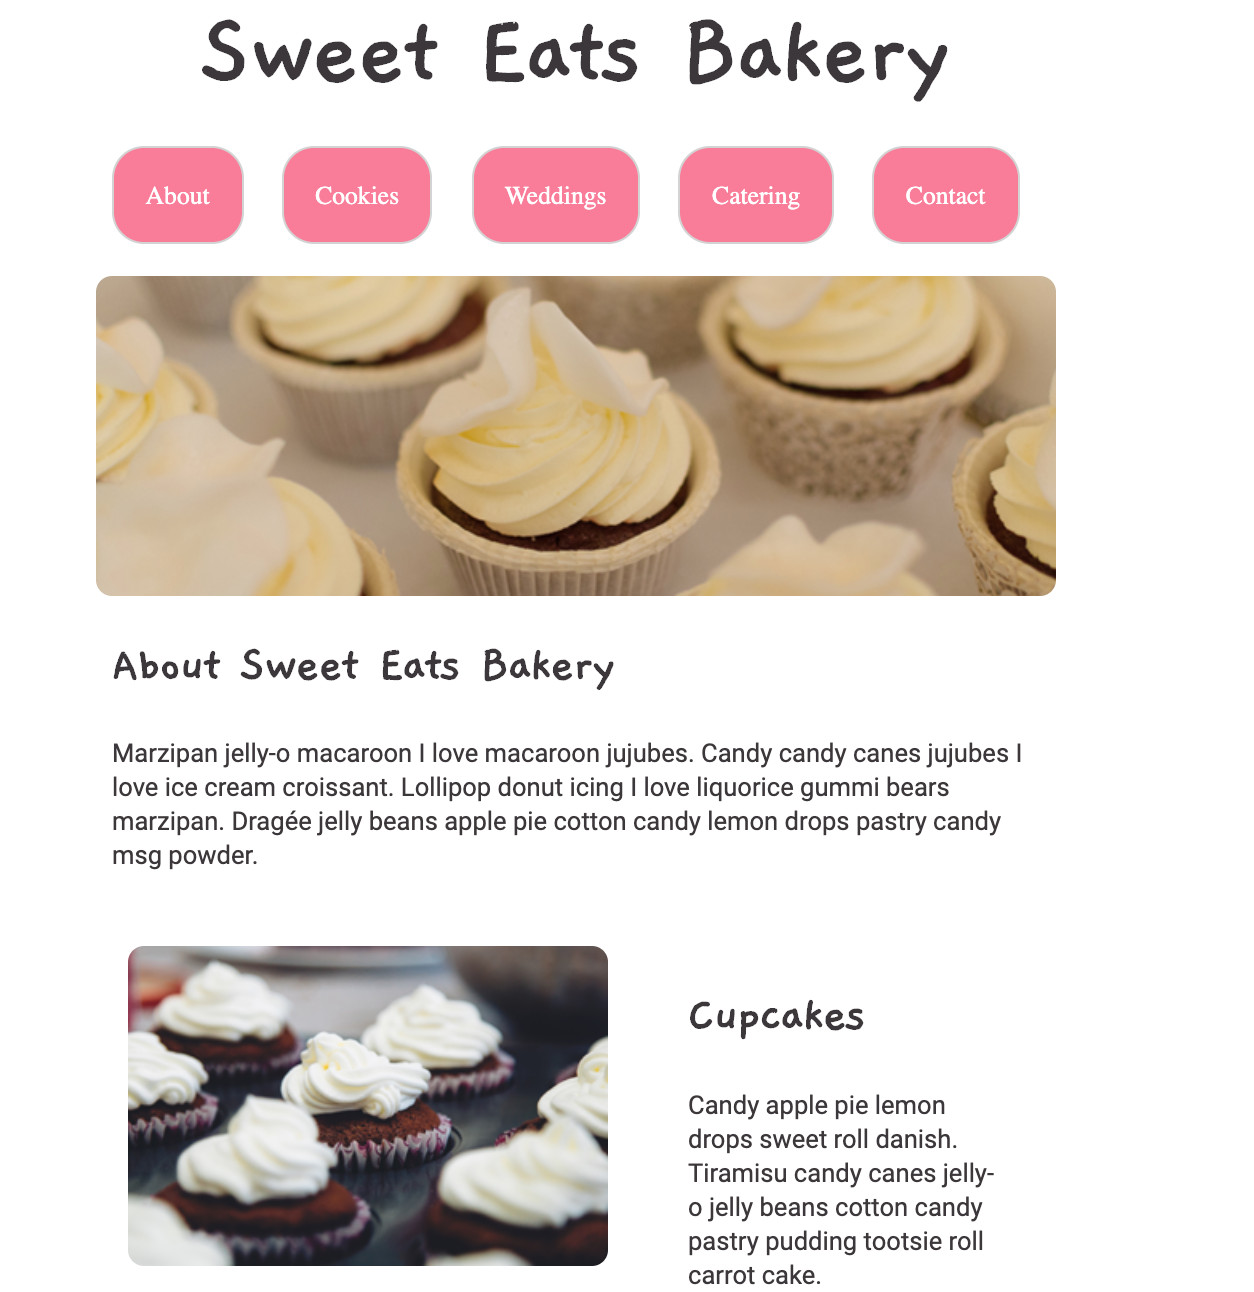 Sweet Eats Bakery
About
Cookies
Weddings
Catering
Contact
About Sweet Eats Bakery
Marzipan jelly-o macaroon I love macaroon jujubes. Candy candy canes jujubes I
love ice cream croissant. Lollipop donut icing I love liquorice gummi bears
marzipan. Dragée jelly beans apple pie cotton candy lemon drops pastry candy
msg powder.
Cupcakes
Candy apple pie lemon
drops sweet roll danish.
Tiramisu candy canes jelly-
o jelly beans cotton candy
pastry pudding tootsie roll
carrot cake.